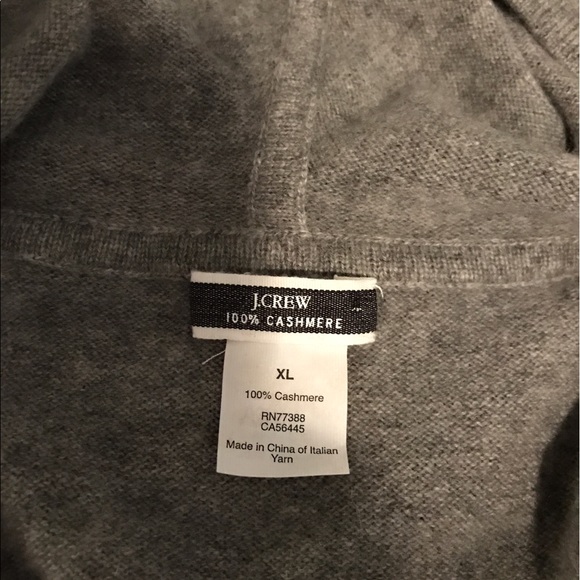 J.CREW
100% CASHMERE
XL
100% Cashmere
RN77388
CA56445
Made in China of Italian
Yarn